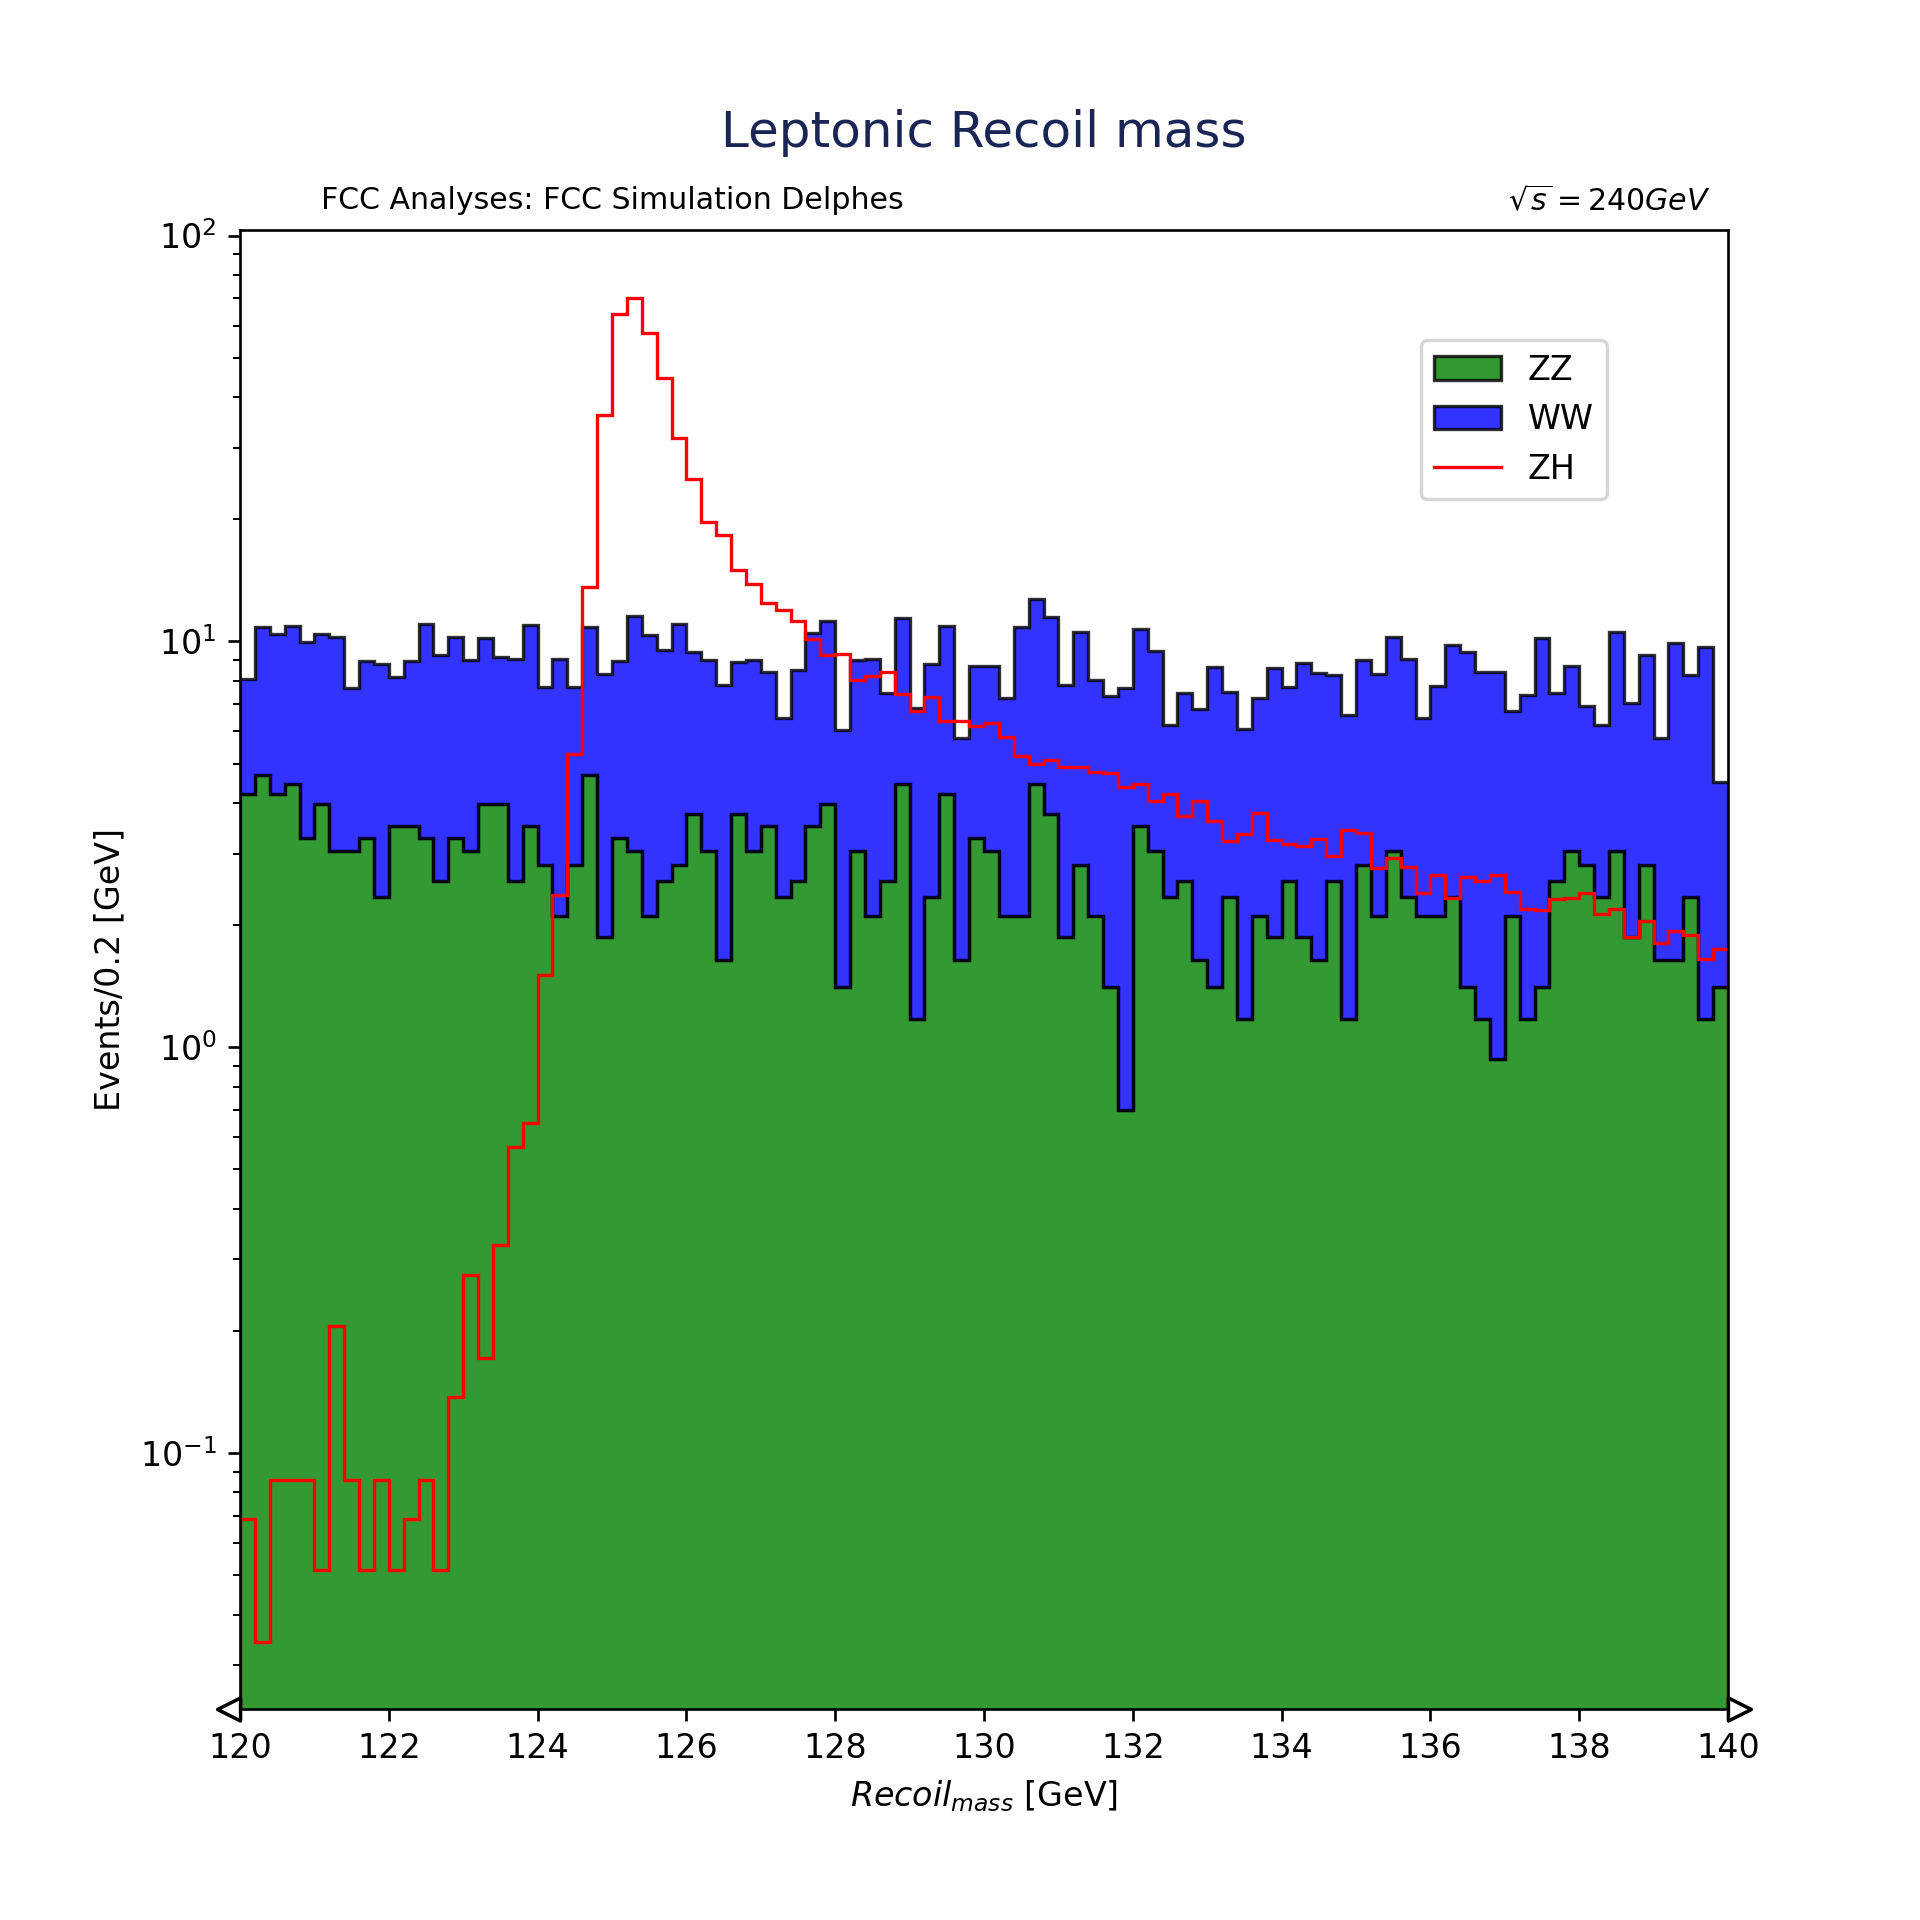 Leptonic Recoil mass
FCC Analyses: FCC Simulation Delphes
√s = 240GeV
10²
10¹
10⁰
10⁻¹
Events/0.2 [GeV]
ZZ
WW
ZH
120 122 124 126 128 130 132 134 136 138 140
Recoil_mass [GeV]